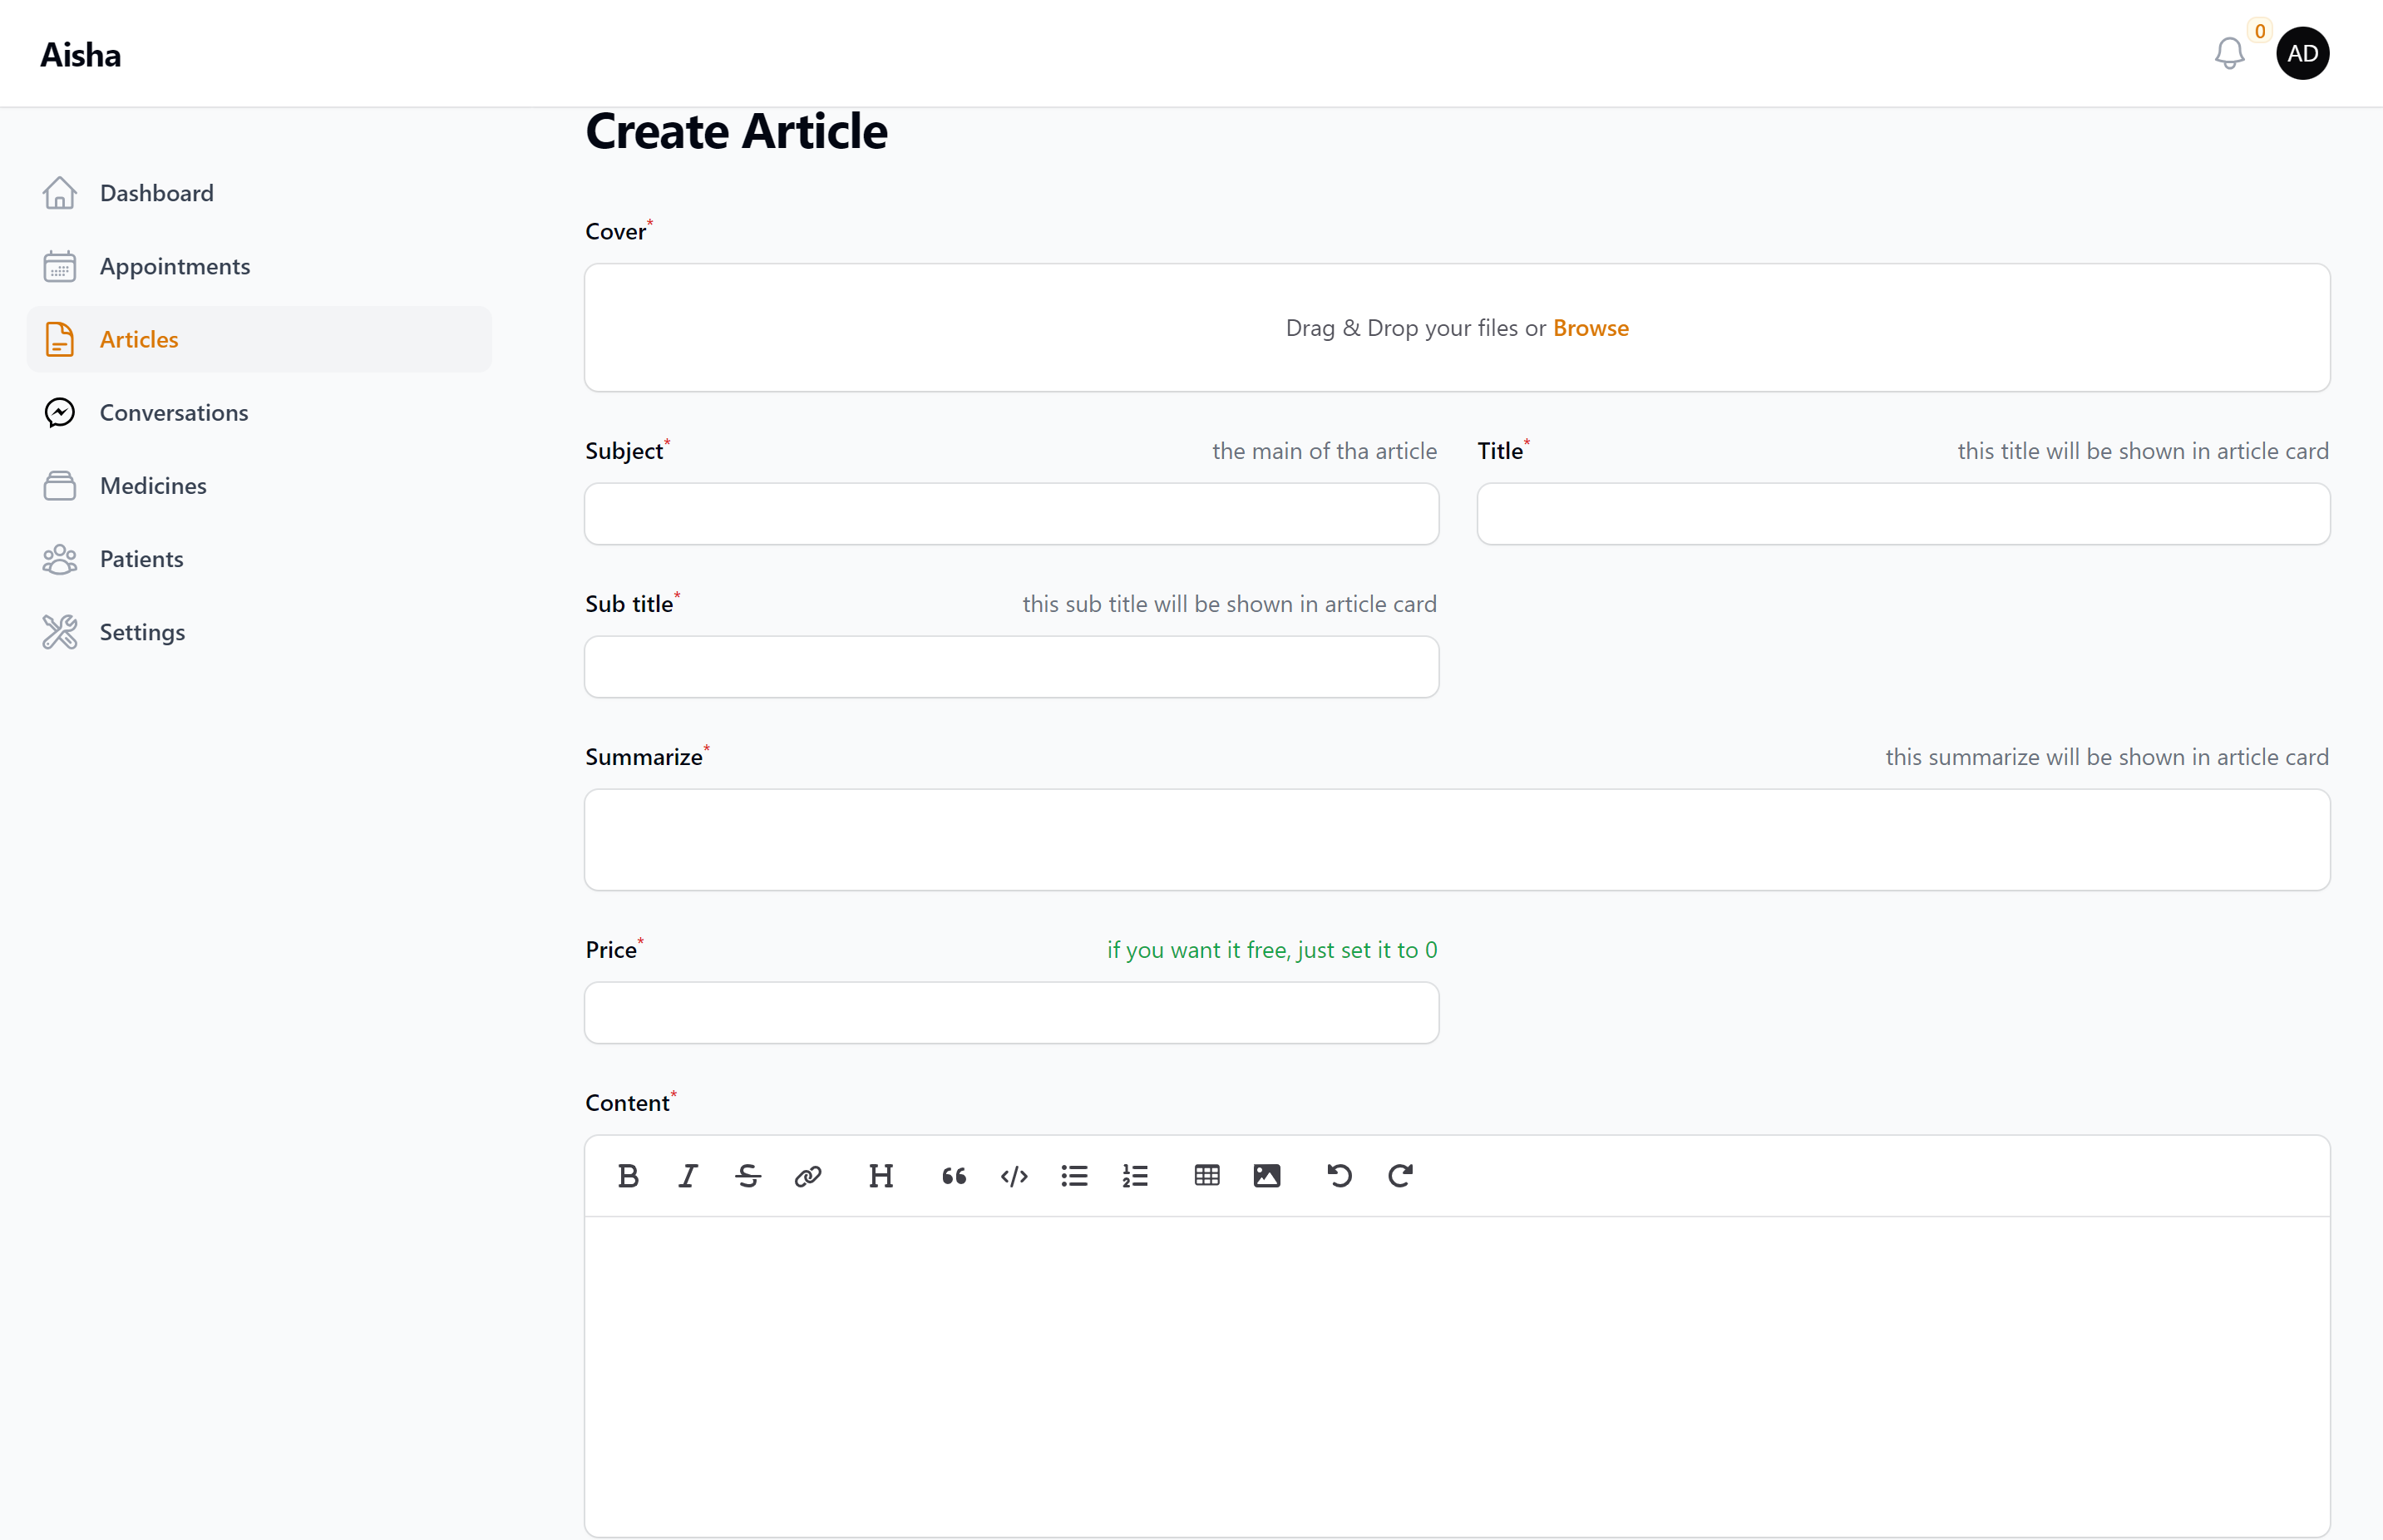 Aisha
0
AD
Dashboard
Appointments
Articles
Conversations
Medicines
Patients
Settings
Create Article
Cover*
Drag & Drop your files or Browse
Subject* the main of tha article
Title* this title will be shown in article card
Sub title* this sub title will be shown in article card
Summarize* this summarize will be shown in article card
Price* if you want it free, just set it to 0
Content*